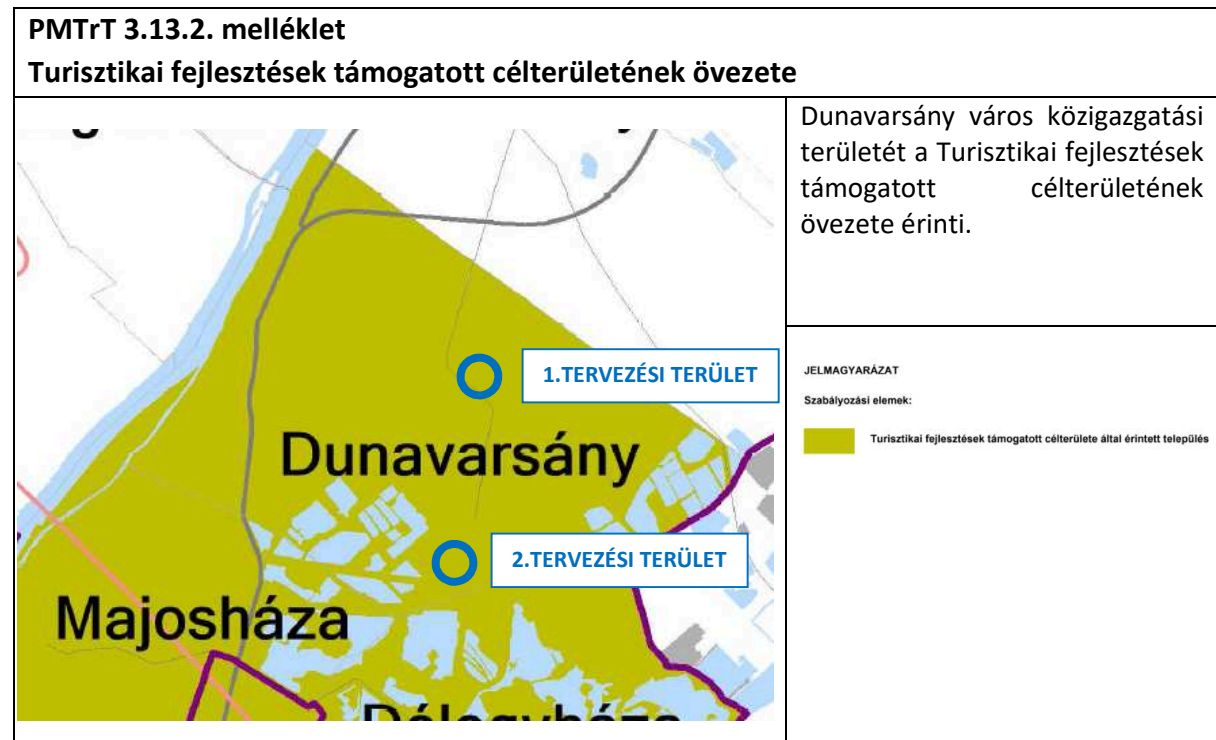 PMTrT 3.13.2. melléklet
Turisztikai fejlesztések támogatott célterületének övezete
Dunavarsány város közigazgatási
területét a Turisztikai fejlesztések
támogatott célterületének
övezete érinti.
1.TERVEZÉSI TERÜLET
Dunavarsány
2.TERVEZÉSI TERÜLET
Majosháza
JELMAGYARÁZAT
Szabályozási elemek:
Turisztikai fejlesztések támogatott célterülete által érintett település